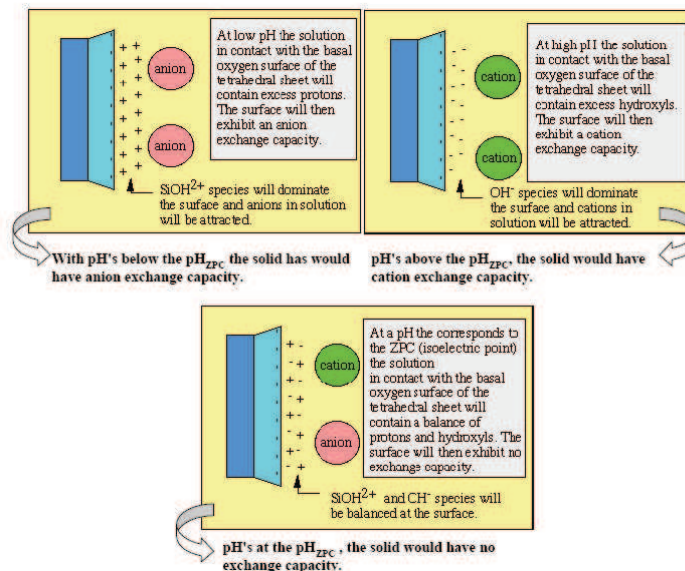 At low pH the solution
in contact with the basal
oxygen surface of the
tetrahedral sheet will
contain excess protons.
The surface will then
exhibit an anion
exchange capacity.
anion
anion
SiOH2+ species will dominate
the surface and anions in solution
will be attracted.
With pH's below the pHZPC the solid has would
have anion exchange capacity.
At high pH the solution
in contact with the basal
oxygen surface of the
tetrahedral sheet will
contain excess hydroxyls.
The surface will then
exhibit a cation
exchange capacity.
cation
cation
OH- species will dominate
the surface and cations in
solution will be attracted.
pH's above the pHZPC, the solid would have
cation exchange capacity.
At a pH the corresponds to
the ZPC (isoelectric point)
the solution
in contact with the basal
oxygen surface of the
tetrahedral sheet will
contain a balance of
protons and hydroxyls. The
surface will then exhibit no
exchange capacity.
cation
anion
SiOH2+ and CH- species will
be balanced at the surface.
pH's at the pHZPC , the solid would have no
exchange capacity.